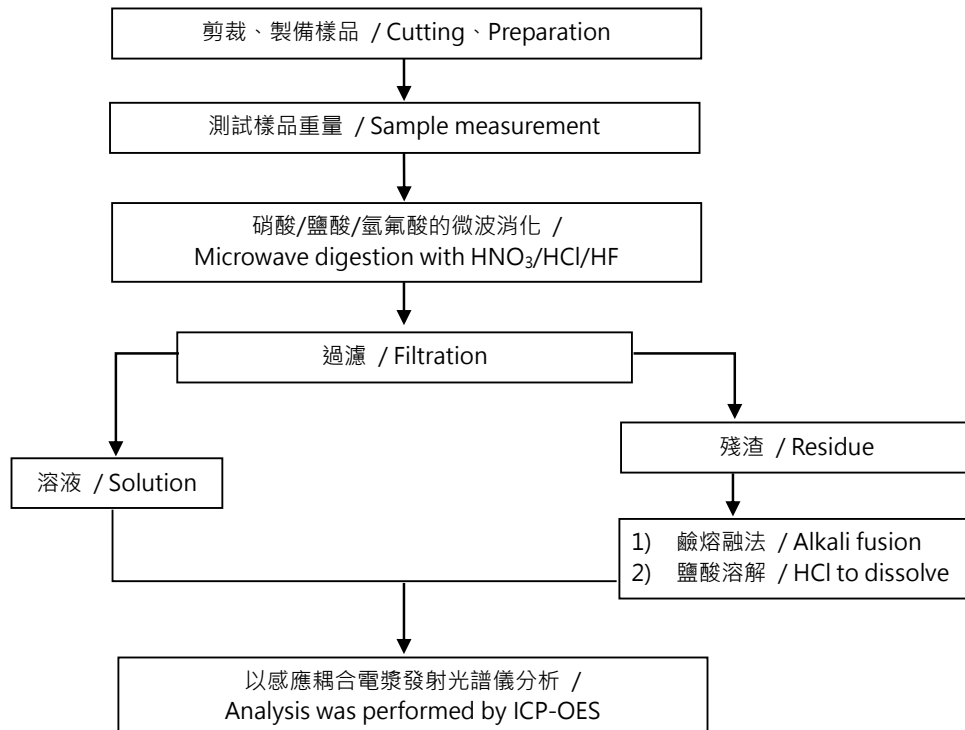 剪裁、製備樣品 / Cutting、Preparation
測試樣品重量 / Sample measurement
硝酸/鹽酸/氫氟酸的微波消化 /
Microwave digestion with HNO₃/HCl/HF
過濾 / Filtration
溶液 / Solution
殘渣 / Residue
1) 鹼熔融法 / Alkali fusion
2) 鹽酸溶解 / HCl to dissolve
以感應耦合電漿發射光譜儀分析 /
Analysis was performed by ICP-OES